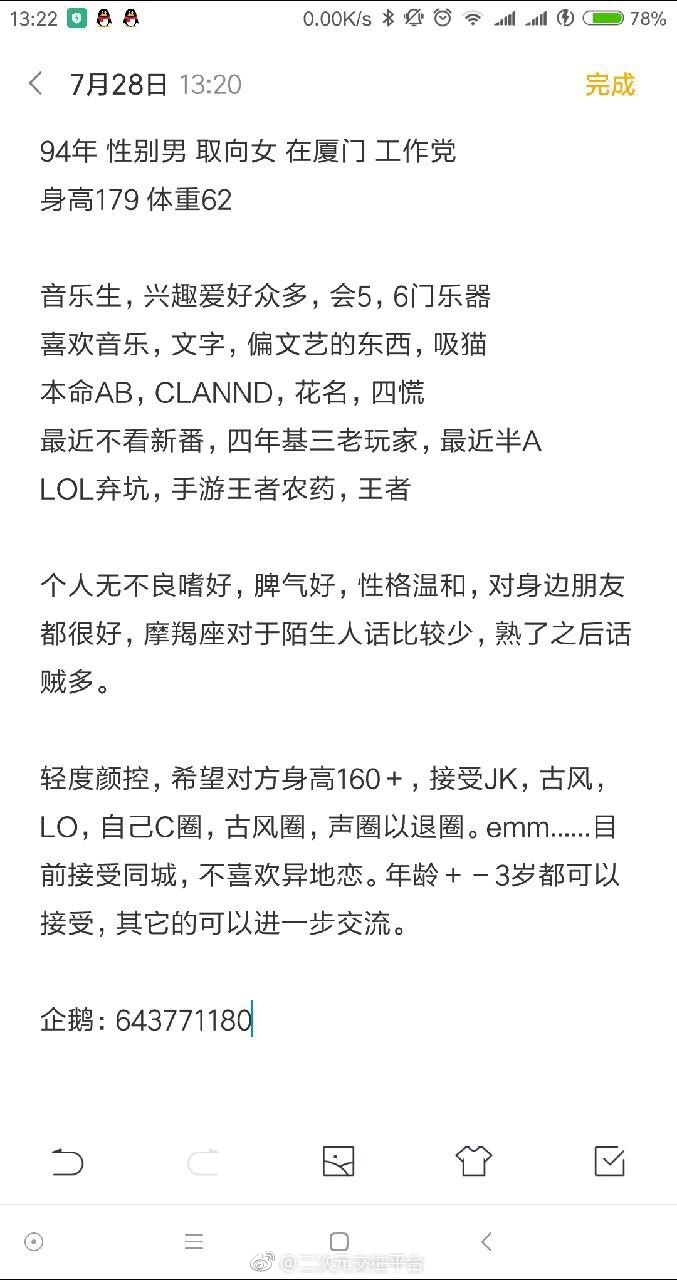 13:22 0.00K/s 78%
7月28日 13:20 完成
94年 性别男 取向女 在厦门 工作党
身高179 体重62
音乐生，兴趣爱好众多，会5，6门乐器
喜欢音乐，文字，偏文艺的东西，吸猫
本命AB，CLANND，花名，四慌
最近不看新番，四年基三老玩家，最近半A
LOL弃坑，手游王者农药，王者
个人无不良嗜好，脾气好，性格温和，对身边朋友
都很好，摩羯座对于陌生人话比较少，熟了之后话
贼多。
轻度颜控，希望对方身高160+，接受JK，古风，
LO，自己C圈，古风圈，声圈以退圈。emm......目
前接受同城，不喜欢异地恋。年龄+-3岁都可以
接受，其它的可以进一步交流。
企鹅：643771180
@二次元交往平台